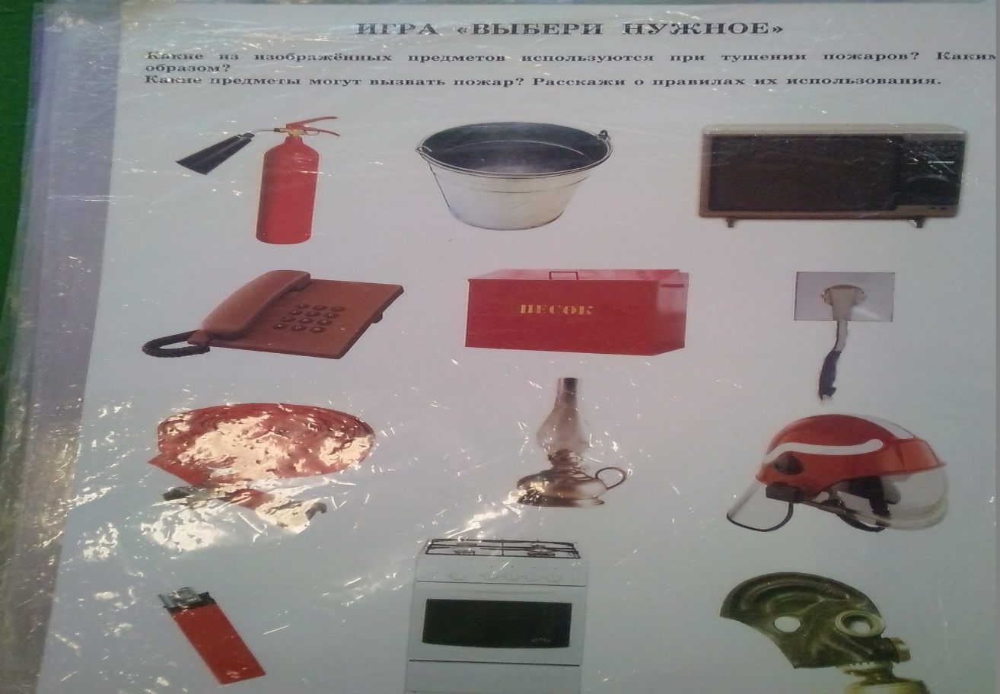 ИГРА «ВЫБЕРИ НУЖНОЕ»
Какие из изображённых предметов используются при тушении пожаров? Каким
образом?
Какие предметы могут вызвать пожар? Расскажи о правилах их использования.
ПЕСОК